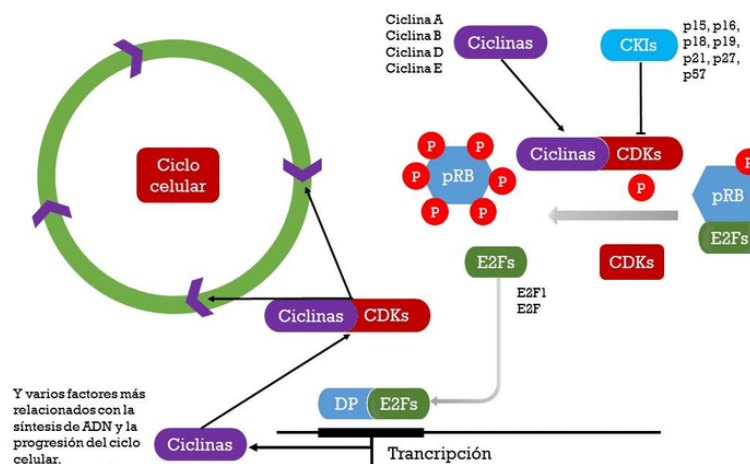 Ciclina A
Ciclina B
Ciclina D
Ciclina E
Ciclinas
CKIs
p15, p16,
p18, p19,
p21, p27,
p57
Ciclo
celular
Ciclinas
CDKs
P
P
P
P
P
P
pRB
P
P
pRB
E2Fs
CDKs
E2Fs
E2F1
E2F
Ciclinas
CDKs
DP
E2Fs
Y varios factores más
relacionados con la
síntesis de ADN y la
progresión del ciclo
celular.
Ciclinas
Trancripción